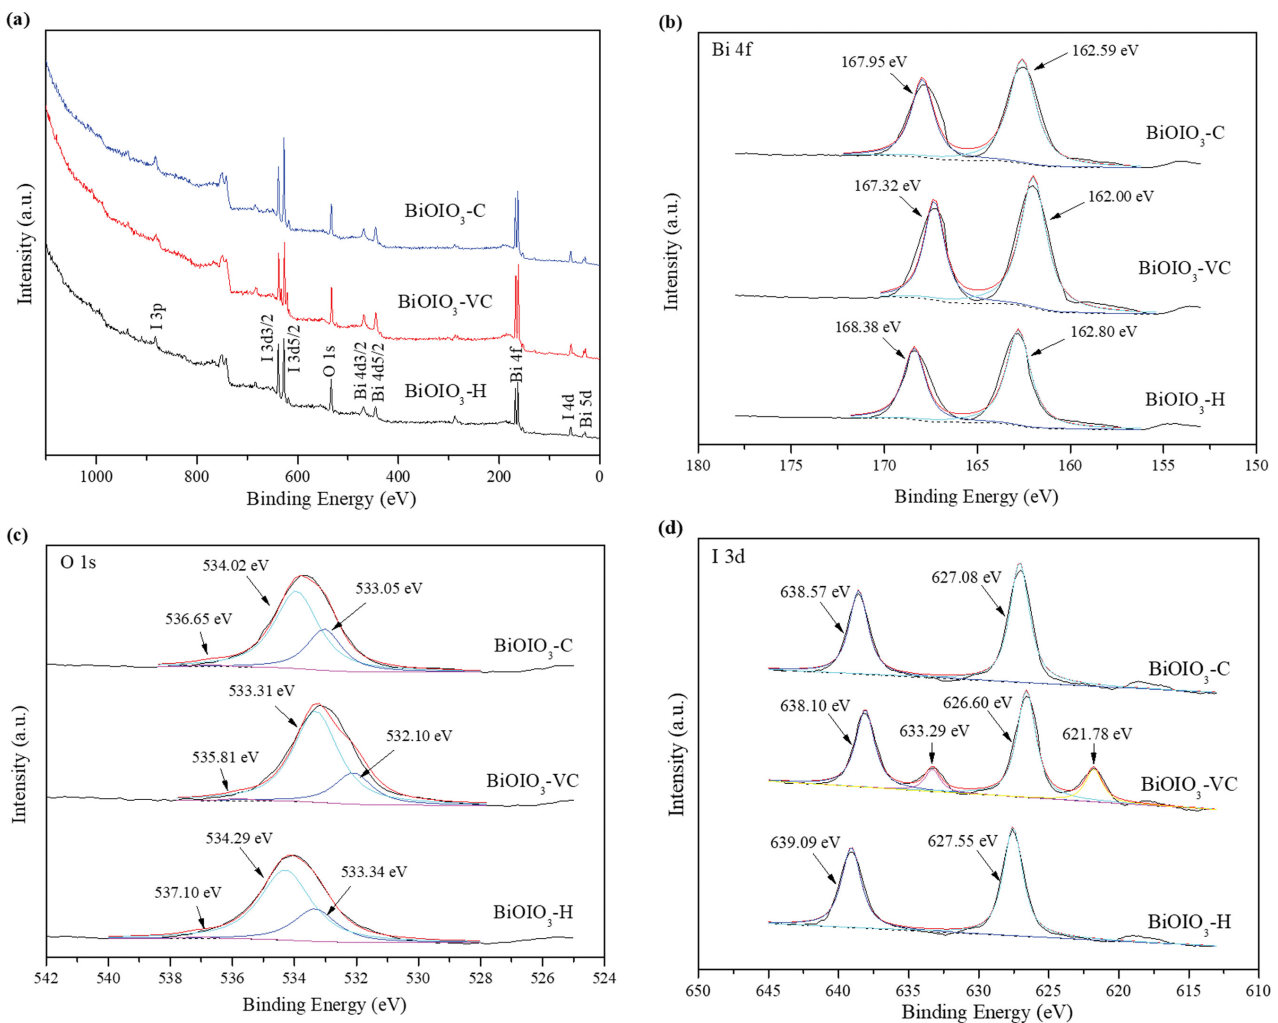 (a)
Intensity (a.u.)
BiOIO3-C
BiOIO3-VC
BiOIO3-H
I 3p
I 3d3/2
I 3d5/2
O 1s
Bi 4d3/2
Bi 4d5/2
Bi 4f
I 4d
Bi 5d
1000 800 600 400 200 0
Binding Energy (eV)
(b)
Bi 4f
Intensity (a.u.)
167.95 eV
162.59 eV
BiOIO3-C
167.32 eV
162.00 eV
BiOIO3-VC
168.38 eV
162.80 eV
BiOIO3-H
180 175 170 165 160 155 150
Binding Energy (eV)
(c)
O 1s
Intensity (a.u.)
534.02 eV
533.05 eV
536.65 eV
BiOIO3-C
533.31 eV
532.10 eV
535.81 eV
BiOIO3-VC
534.29 eV
533.34 eV
537.10 eV
BiOIO3-H
542 540 536 534 532 530 528 526 524
Binding Energy (eV)
(d)
I 3d
Intensity (a.u.)
638.57 eV
627.08 eV
BiOIO3-C
638.10 eV
633.29 eV
626.60 eV
621.78 eV
BiOIO3-VC
639.09 eV
627.55 eV
BiOIO3-H
650 645 640 635 630 625 620 615 610
Binding Energy (eV)